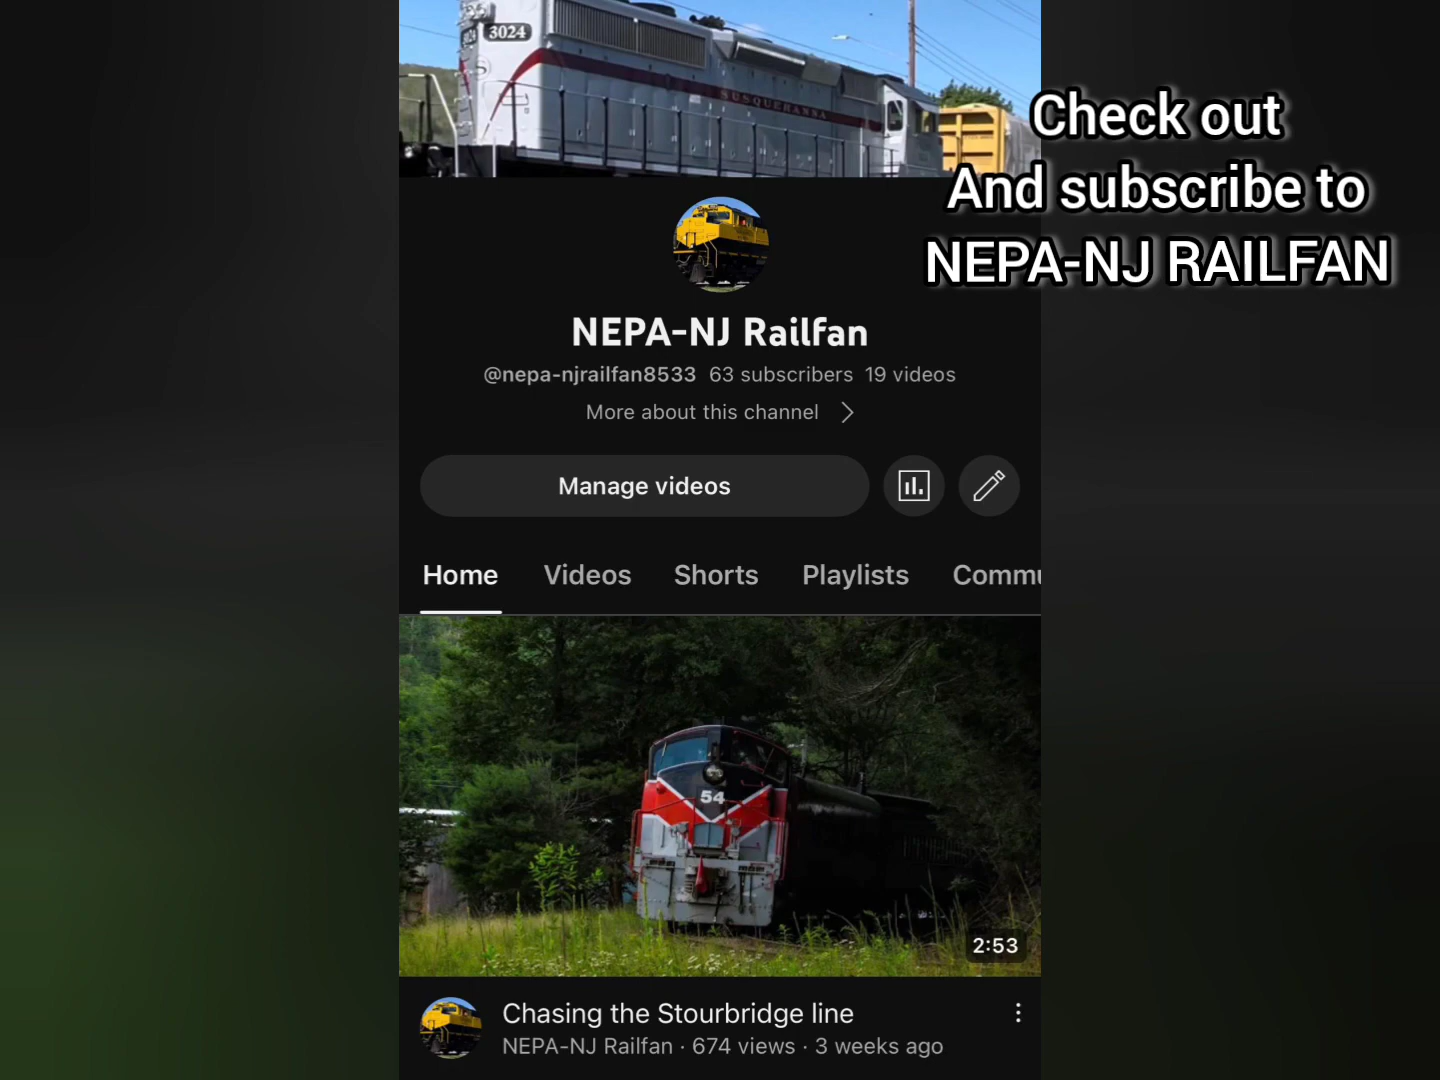 3024
SUSQUEHANNA
Check out
And subscribe to
NEPA-NJ RAILFAN
NEPA-NJ Railfan
@nepa-njrailfan8533 63 subscribers 19 videos
More about this channel
Manage videos
Home Videos Shorts Playlists Commu
54
2:53
Chasing the Stourbridge line
NEPA-NJ Railfan · 674 views · 3 weeks ago